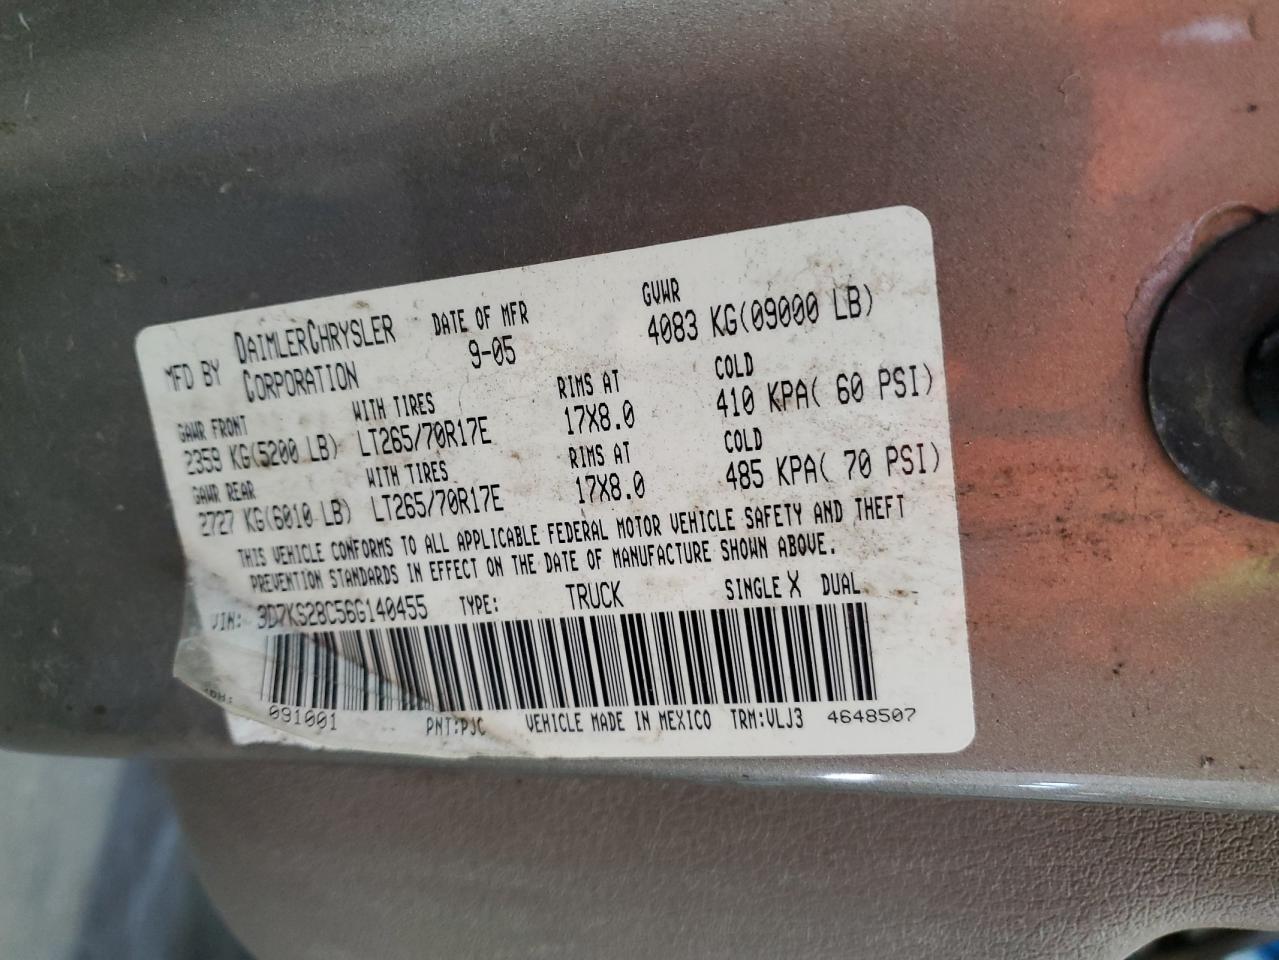 MFD BY DAIMLERCHRYSLER CORPORATION
DATE OF MFR
9-05
GVWR
4083 KG(09000 LB)
GAWR FRONT WITH TIRES RIMS AT COLD
2359 KG(5200 LB) LT265/70R17E 17X8.0 410 KPA( 60 PSI)
GAWR REAR WITH TIRES RIMS AT COLD
2727 KG(6010 LB) LT265/70R17E 17X8.0 485 KPA( 70 PSI)
THIS VEHICLE CONFORMS TO ALL APPLICABLE FEDERAL MOTOR VEHICLE SAFETY AND THEFT
PREVENTION STANDARDS IN EFFECT ON THE DATE OF MANUFACTURE SHOWN ABOVE.
VIN: 3D7KS28C56G140455 TYPE: TRUCK SINGLE X DUAL
091001 PNT:PJC VEHICLE MADE IN MEXICO TRM:VLJ3 4648507